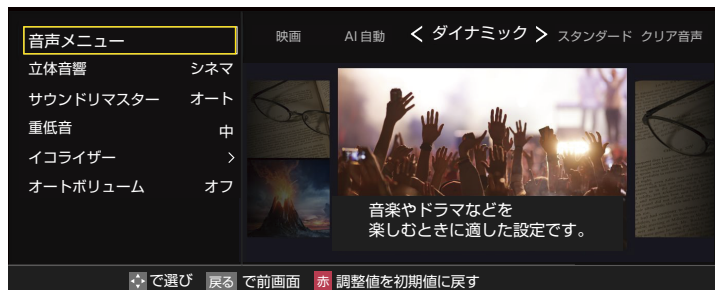 音声メニュー
映画 AI自動 < ダイナミック > スタンダード クリア音声
立体音響 シネマ
サウンドリマスター オート
重低音 中
イコライザー >
オートボリューム オフ
音楽やドラマなどを
楽しむときに適した設定です。
で選び 戻る で前画面 赤 調整値を初期値に戻す